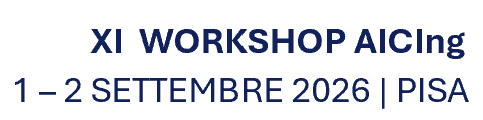 XI  WORKSHOP AICIng
1 – 2 SETTEMBRE 2026 | PISA